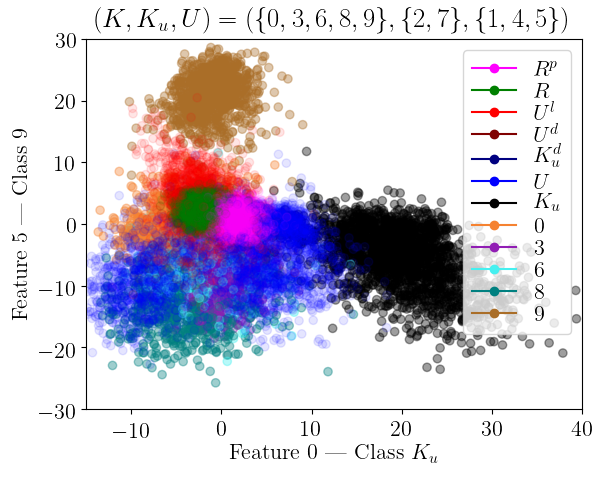 (K, K_u, U) = ({0, 3, 6, 8, 9}, {2, 7}, {1, 4, 5})
30
20
10
0
−10
−20
−30
Feature 5 — Class 9
R^p
R
U^l
U^d
K_u^d
U
K_u
0
3
6
8
9
−10
0
10
20
30
40
Feature 0 — Class K_u